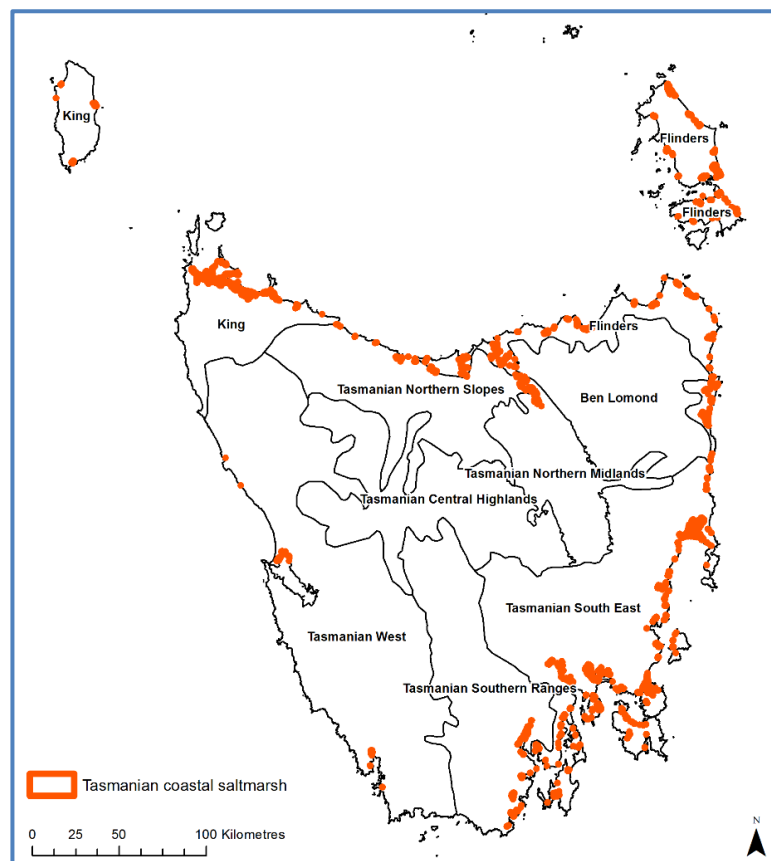 King
Flinders
Flinders
King
Flinders
Tasmanian Northern Slopes
Ben Lomond
Tasmanian Northern Midlands
Tasmanian Central Highlands
Tasmanian South East
Tasmanian West
Tasmanian Southern Ranges
Tasmanian coastal saltmarsh
0 25 50 100 Kilometres
N